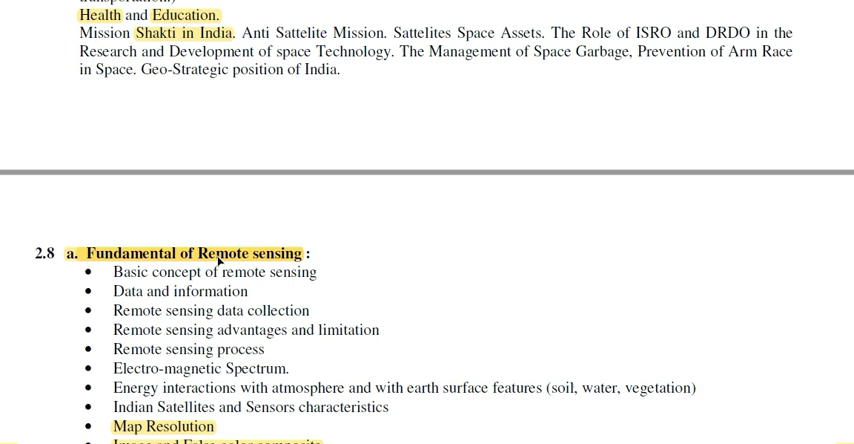 Health and Education.
Mission Shakti in India. Anti Sattelite Mission. Sattelites Space Assets. The Role of ISRO and DRDO in the
Research and Development of space Technology. The Management of Space Garbage, Prevention of Arm Race
in Space. Geo-Strategic position of India.
2.8 a. Fundamental of Remote sensing :
• Basic concept of remote sensing
• Data and information
• Remote sensing data collection
• Remote sensing advantages and limitation
• Remote sensing process
• Electro-magnetic Spectrum.
• Energy interactions with atmosphere and with earth surface features (soil, water, vegetation)
• Indian Satellites and Sensors characteristics
• Map Resolution